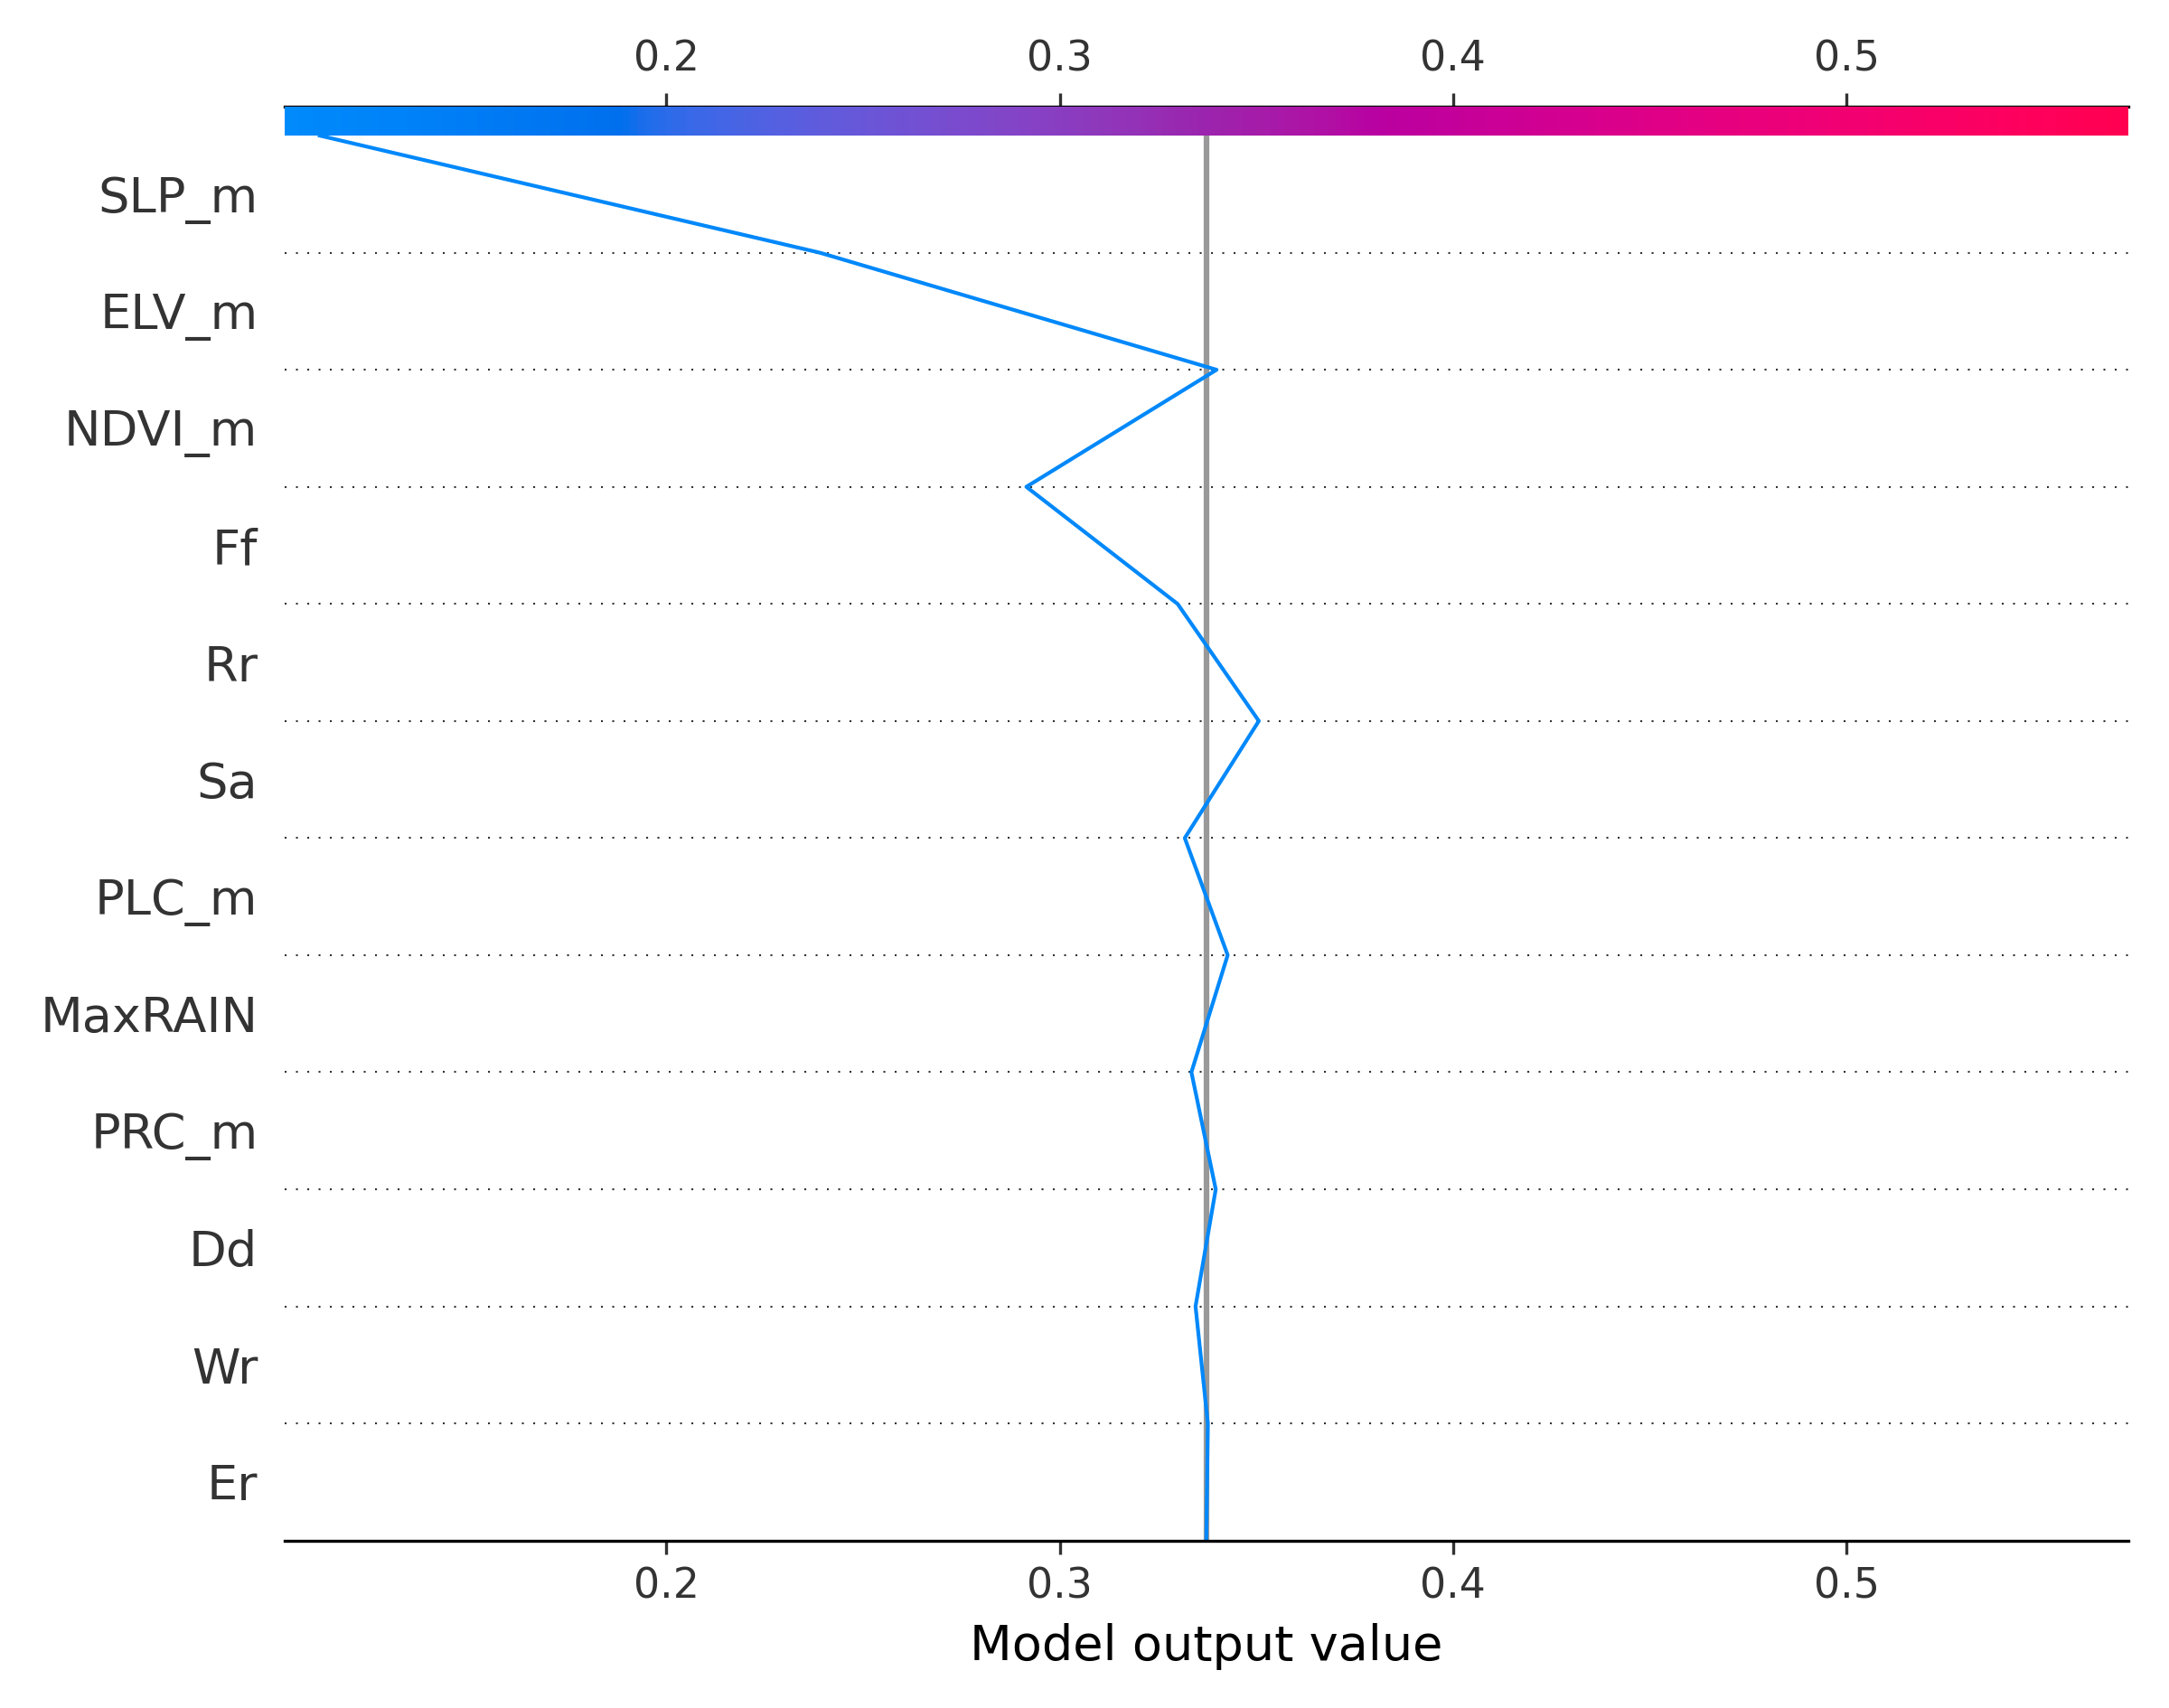 0.2 0.3 0.4 0.5
SLP_m
ELV_m
NDVI_m
Ff
Rr
Sa
PLC_m
MaxRAIN
PRC_m
Dd
Wr
Er
0.2 0.3 0.4 0.5
Model output value